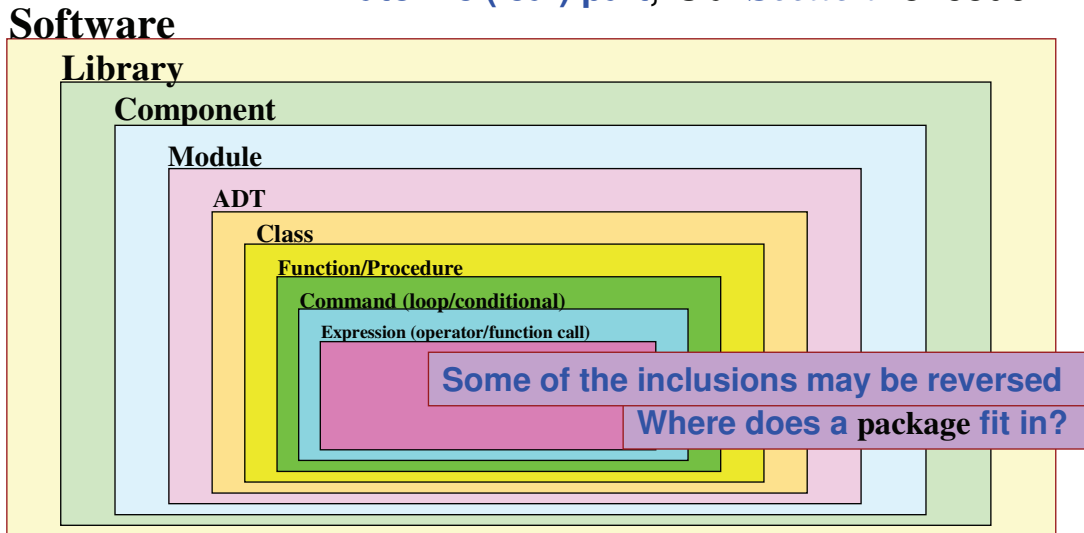 Software
Library
Component
Module
ADT
Class
Function/Procedure
Command (loop/conditional)
Expression (operator/function call)
Some of the inclusions may be reversed
Where does a package fit in?